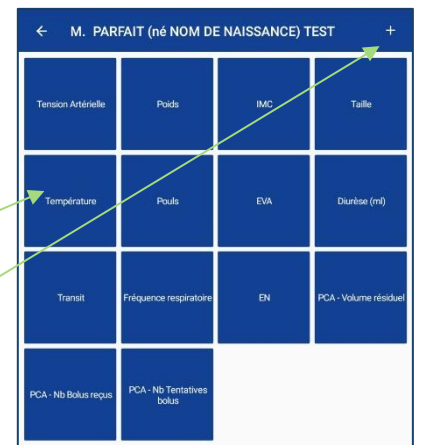 ← M. PARFAIT (né NOM DE NAISSANCE) TEST +
Tension Artérielle
Poids
IMC
Taille
Température
Pouls
EVA
Diurèse (ml)
Transit
Fréquence respiratoire
EN
PCA - Volume résiduel
PCA - Nb Bolus reçus
PCA - Nb Tentatives
bolus